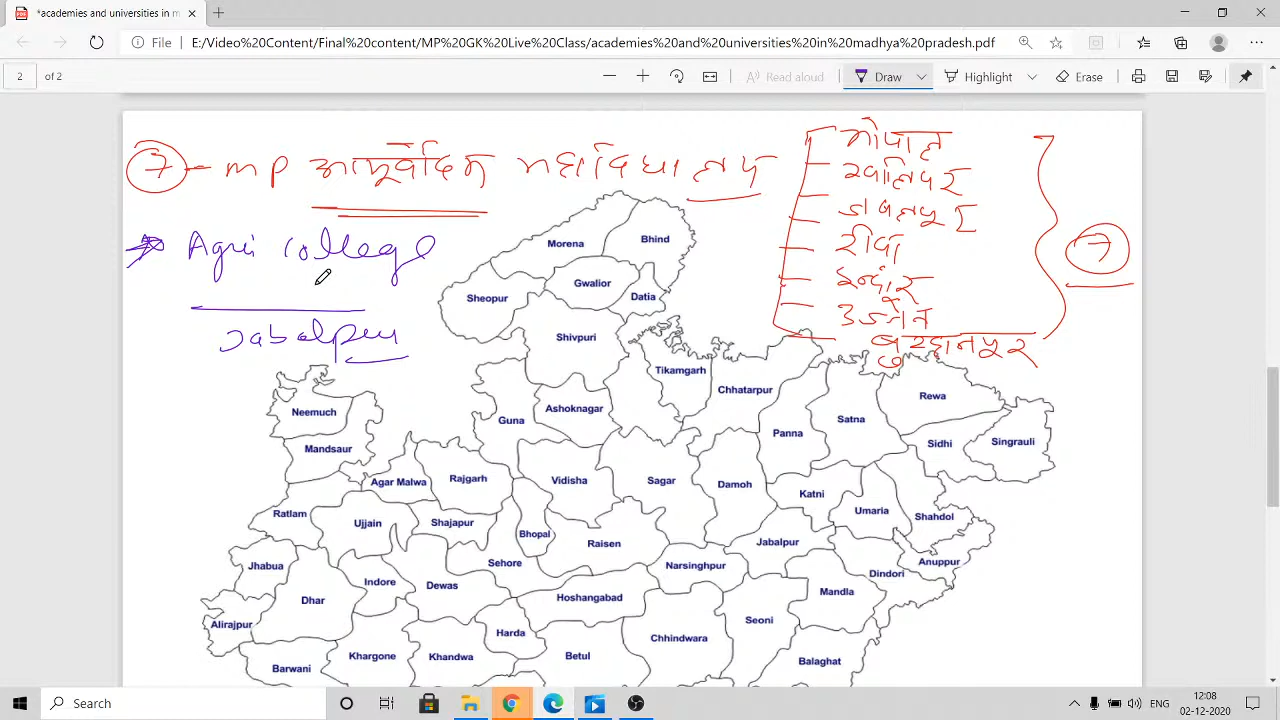 *academies and universities in m
File E:/Video%20Content/Final/Content/MP%20GK%20Live%20Class/academies%20and%20universities%20in%20madhya%20pradesh.pdf
2 of 2
Read aloud Draw Highlight Erase
7 - MP आयुर्वेदिक महाविधालय
भोपाल
ग्वालियर
जबलपुर
रीवा
इन्दौर
उज्जैन
बुरहानपुर
7
Agri college
Jabalpur
Morena
Bhind
Gwalior
Datia
Sheopur
Shivpuri
Tikamgarh
Chhatarpur
Rewa
Neemuch
Ashoknagar
Guna
Satna
Panna
Sidhi
Singrauli
Mandsaur
Agar Malwa
Rajgarh
Vidisha
Sagar
Damoh
Katni
Umaria
Shahdol
Ratlam
Ujjain
Shajapur
Bhopal
Raisen
Jabalpur
Sehore
Narsinghpur
Anuppur
Dindori
Jhabua
Indore
Dewas
Hoshangabad
Mandla
Dhar
Alirajpur
Harda
Chhindwara
Seoni
Barwani
Khargone
Khandwa
Betul
Balaghat
Search
12:08
02-12-2020